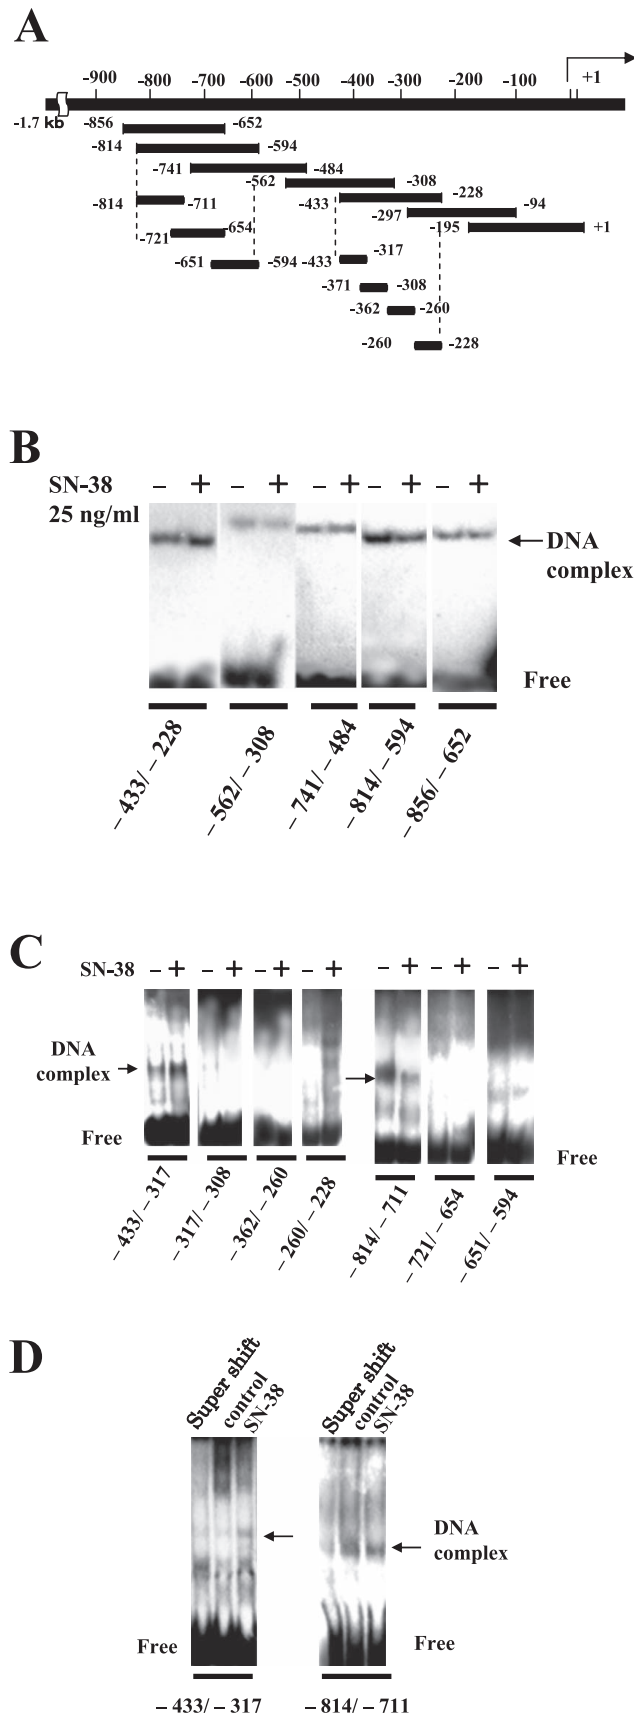 A
-900 -800 -700 -600 -500 -400 -300 -200 -100 +1
-1.7 kb
-856 -652
-814 -594
-741 -484
-562 -308
-433 -228
-814 -711
-297 -94
-721 -654
-195 +1
-651 -594
-433 -317
-371 -308
-362 -260
-260 -228
B
SN-38 – + – + – + – + – +
25 ng/ml
DNA
complex
Free
– 433/ – 228
– 562/ – 308
– 741/ – 484
– 814/ – 594
– 856/ – 652
C
SN-38 – + – + – + – + – + – + – +
DNA
complex
Free
Free
– 433/ – 317
– 317/ – 308
– 362/ – 260
– 260/ – 228
– 814/ – 711
– 721/ – 654
– 651/ – 594
D
Super shift
control
SN-38
Super shift
control
SN-38
DNA
complex
Free
Free
– 433/ – 317
– 814/ – 711